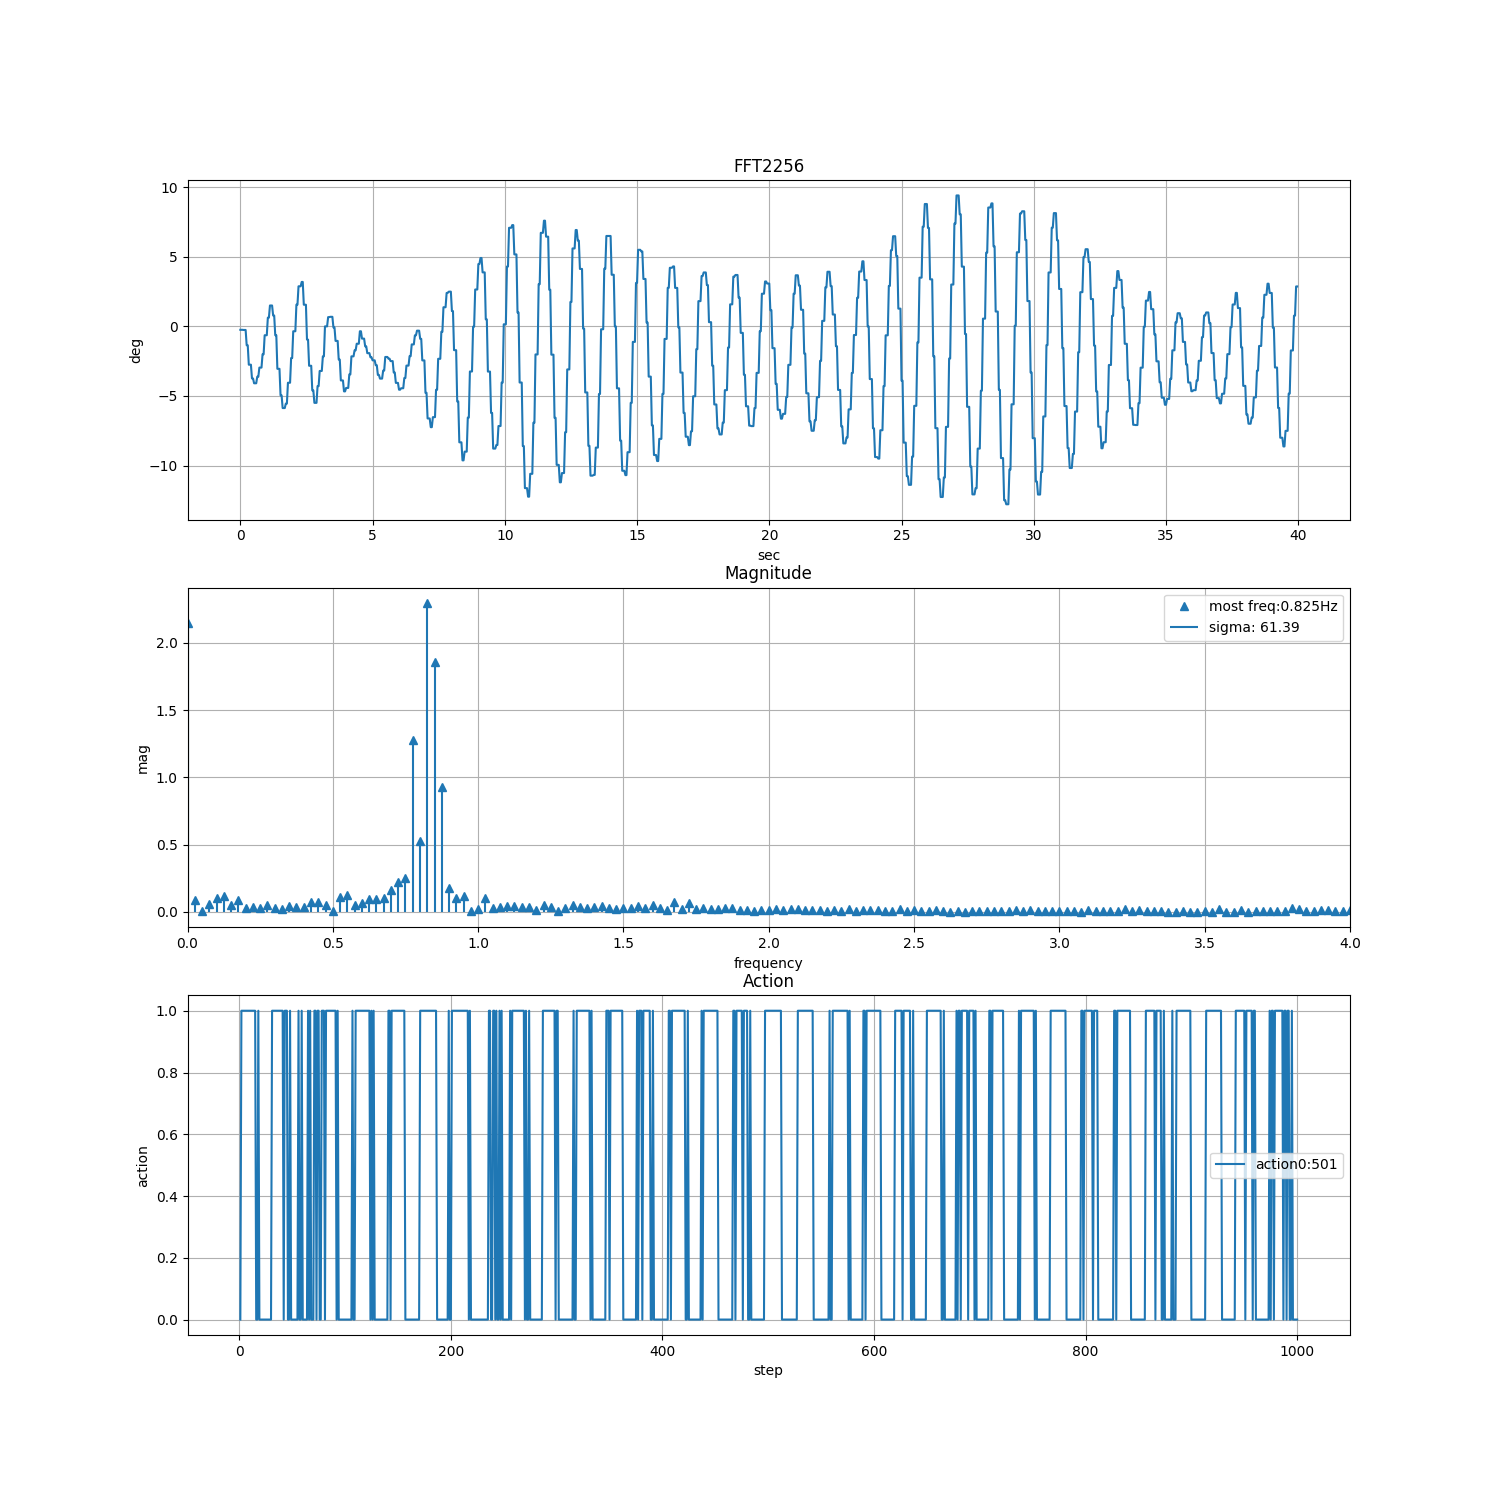 FFT2256
10
5
0
−5
−10
deg
0 5 10 15 20 25 30 35 40
sec
Magnitude
most freq:0.825Hz
sigma: 61.39
2.0
1.5
1.0
0.5
0.0
mag
0.0 0.5 1.0 1.5 2.0 2.5 3.0 3.5 4.0
frequency
Action
1.0
0.8
0.6
0.4
0.2
0.0
action
action0:501
0 200 400 600 800 1000
step